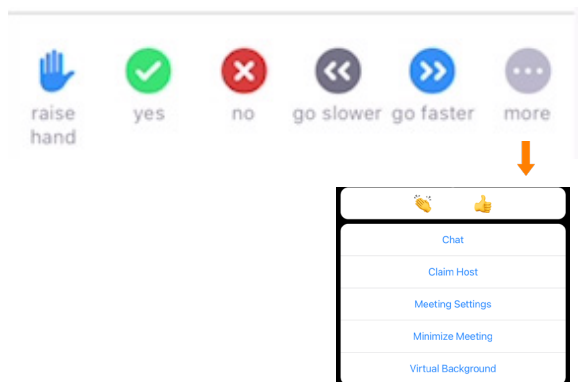 raise hand
yes
no
go slower
go faster
more
Chat
Claim Host
Meeting Settings
Minimize Meeting
Virtual Background